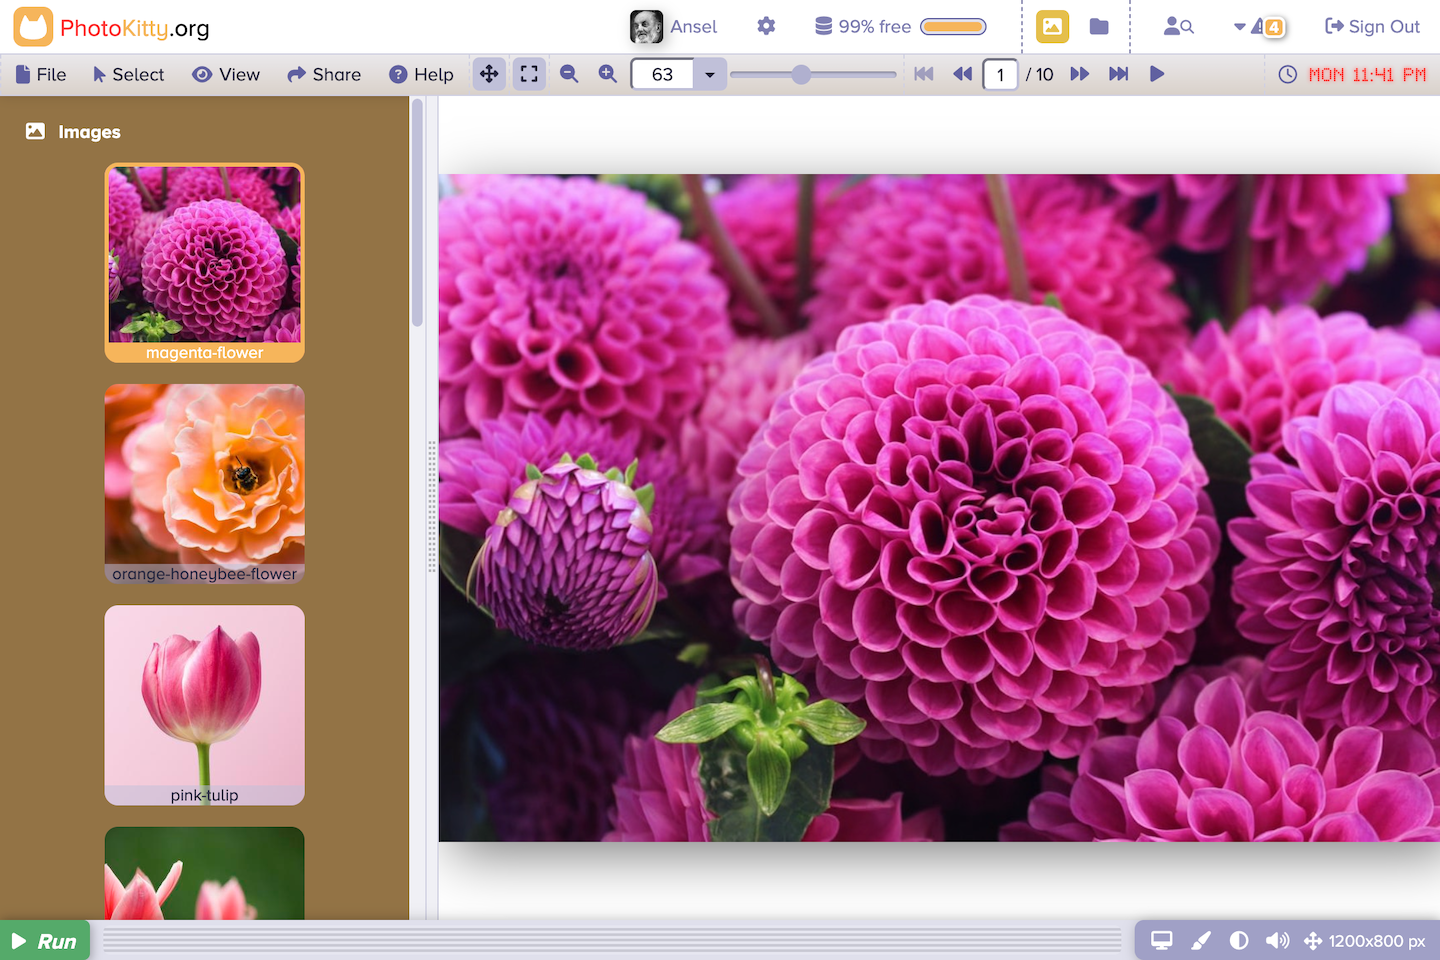 PhotoKitty.org
Ansel
99% free
4
Sign Out
File
Select
View
Share
Help
63
1 / 10
MON 11:41 PM
Images
magenta-flower
orange-honeybee-flower
pink-tulip
Run
1200x800 px